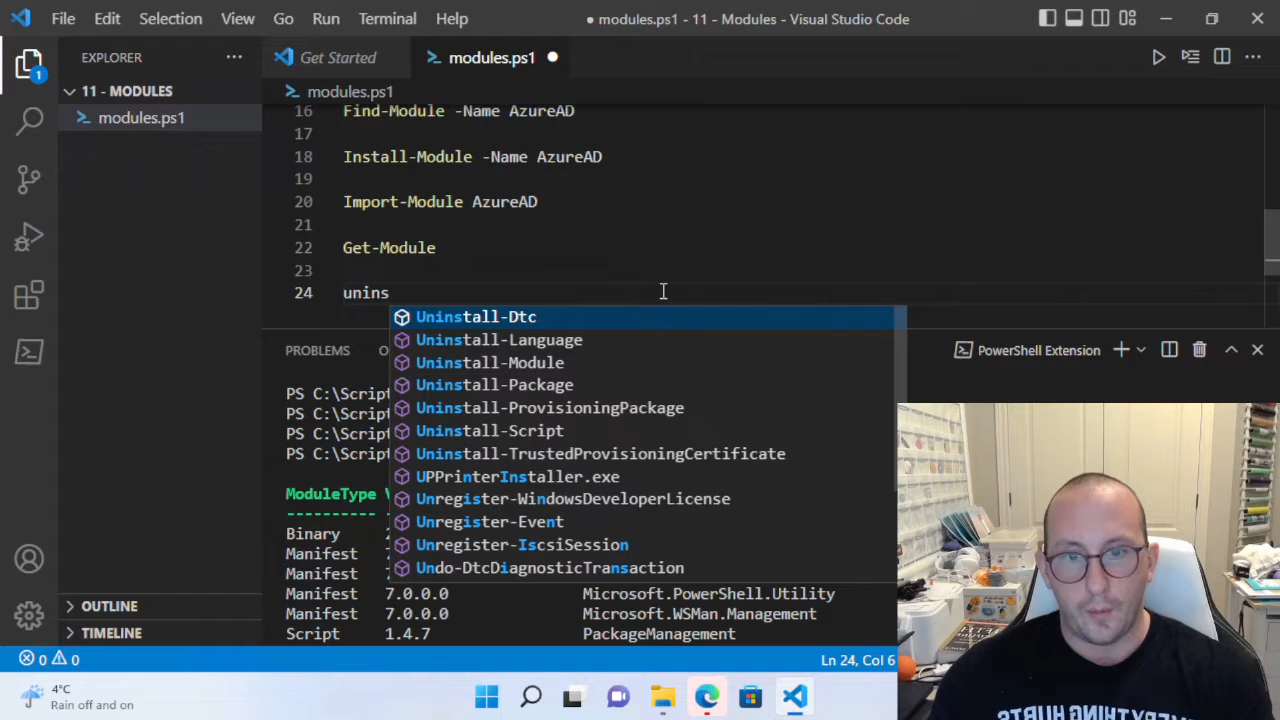 File Edit Selection View Go Run Terminal Help
● modules.ps1 - 11 - Modules - Visual Studio Code
EXPLORER
Get Started
modules.ps1
11 - MODULES
modules.ps1
modules.ps1
16 Find-Module -Name AzureAD
17
18 Install-Module -Name AzureAD
19
20 Import-Module AzureAD
21
22 Get-Module
23
24 unins
Uninstall-Dtc
Uninstall-Language
Uninstall-Module
Uninstall-Package
Uninstall-ProvisioningPackage
Uninstall-Script
Uninstall-TrustedProvisioningCertificate
UPPrinterInstaller.exe
Unregister-WindowsDeveloperLicense
Unregister-Event
Unregister-IscsiSession
Undo-DtcDiagnosticTransaction
PROBLEMS O
PowerShell Extension
PS C:\Script
PS C:\Script
PS C:\Script
PS C:\Script
ModuleType V
---------- -
Binary 2
Manifest 7
Manifest 7
Manifest 7.0.0.0 Microsoft.PowerShell.Utility
Manifest 7.0.0.0 Microsoft.WSMan.Management
Script 1.4.7 PackageManagement
OUTLINE
TIMELINE
1
0 0
Ln 24, Col 6
4°C
Rain off and on
EVERYTHING HURTS